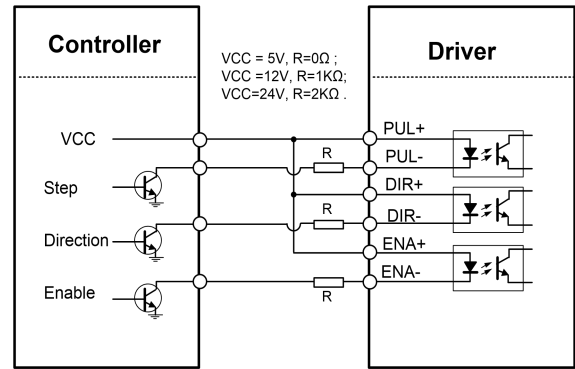 Controller
Driver
VCC = 5V, R=0Ω ;
VCC =12V, R=1KΩ;
VCC=24V, R=2KΩ .
VCC
PUL+
R
PUL-
Step
DIR+
R
DIR-
Direction
ENA+
ENA-
Enable
R